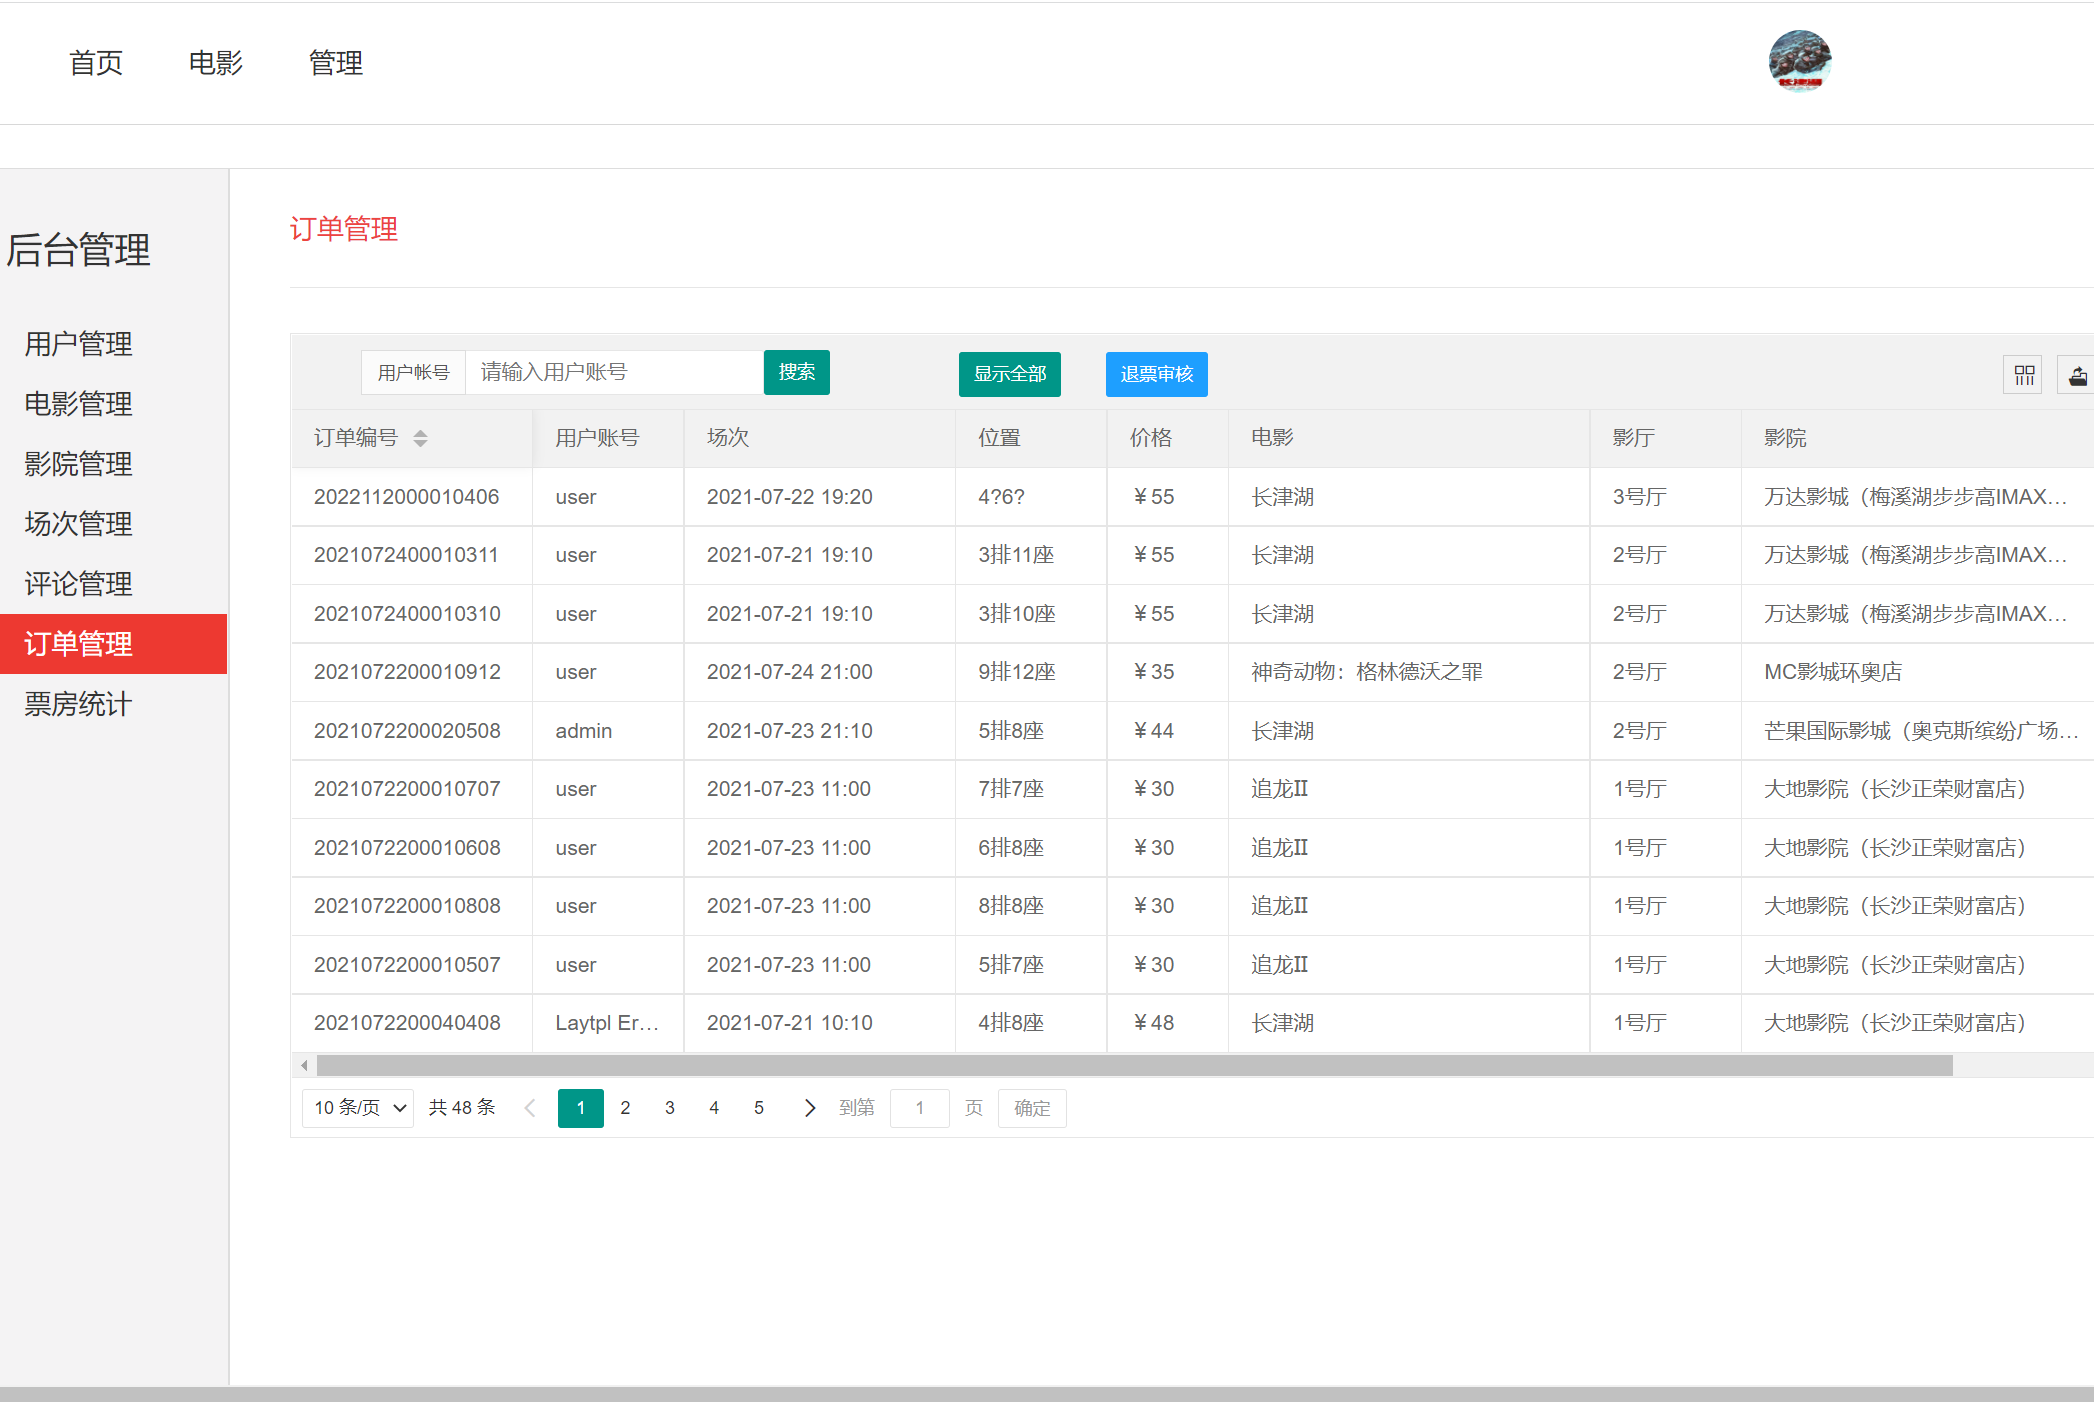 首页 电影 管理
后台管理
用户管理
电影管理
影院管理
场次管理
评论管理
订单管理
票房统计
订单管理
用户帐号 请输入用户账号 搜索 显示全部 退票审核
订单编号 用户账号 场次 位置 价格 电影 影厅 影院
2022112000010406 user 2021-07-22 19:20 4?6? ￥55 长津湖 3号厅 万达影城（梅溪湖步步高IMAX…
2021072400010311 user 2021-07-21 19:10 3排11座 ￥55 长津湖 2号厅 万达影城（梅溪湖步步高IMAX…
2021072400010310 user 2021-07-21 19:10 3排10座 ￥55 长津湖 2号厅 万达影城（梅溪湖步步高IMAX…
2021072200010912 user 2021-07-24 21:00 9排12座 ￥35 神奇动物：格林德沃之罪 2号厅 MC影城环奥店
2021072200020508 admin 2021-07-23 21:10 5排8座 ￥44 长津湖 2号厅 芒果国际影城（奥克斯缤纷广场…
2021072200010707 user 2021-07-23 11:00 7排7座 ￥30 追龙II 1号厅 大地影院（长沙正荣财富店）
2021072200010608 user 2021-07-23 11:00 6排8座 ￥30 追龙II 1号厅 大地影院（长沙正荣财富店）
2021072200010808 user 2021-07-23 11:00 8排8座 ￥30 追龙II 1号厅 大地影院（长沙正荣财富店）
2021072200010507 user 2021-07-23 11:00 5排7座 ￥30 追龙II 1号厅 大地影院（长沙正荣财富店）
2021072200040408 Laytpl Er… 2021-07-21 10:10 4排8座 ￥48 长津湖 1号厅 大地影院（长沙正荣财富店）
10 条/页 共 48 条 1 2 3 4 5 到第 1 页 确定